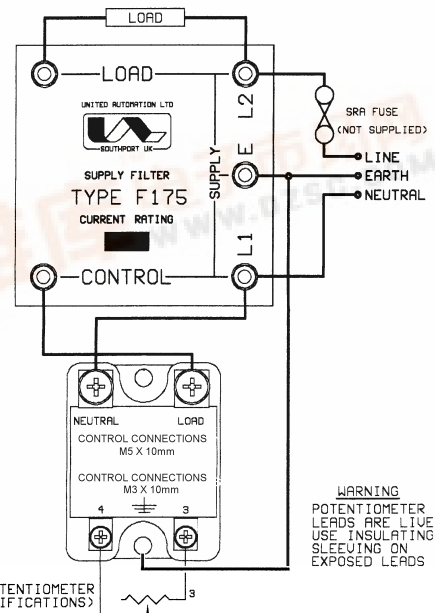 LOAD
LOAD
L2
UNITED AUTOMATION LTD
SOUTHPORT UK
SUPPLY FILTER
TYPE F175
CURRENT RATING
SUPPLY
E
L1
CONTROL
SRA FUSE
(NOT SUPPLIED)
LINE
EARTH
NEUTRAL
NEUTRAL LOAD
CONTROL CONNECTIONS
M5 X 10mm
CONTROL CONNECTIONS
M3 X 10mm
4 3
WARNING
POTENTIOMETER
LEADS ARE LIVE
USE INSULATING
SLEEVING ON
EXPOSED LEADS
TENTIOMETER
IFICATIONS)
3